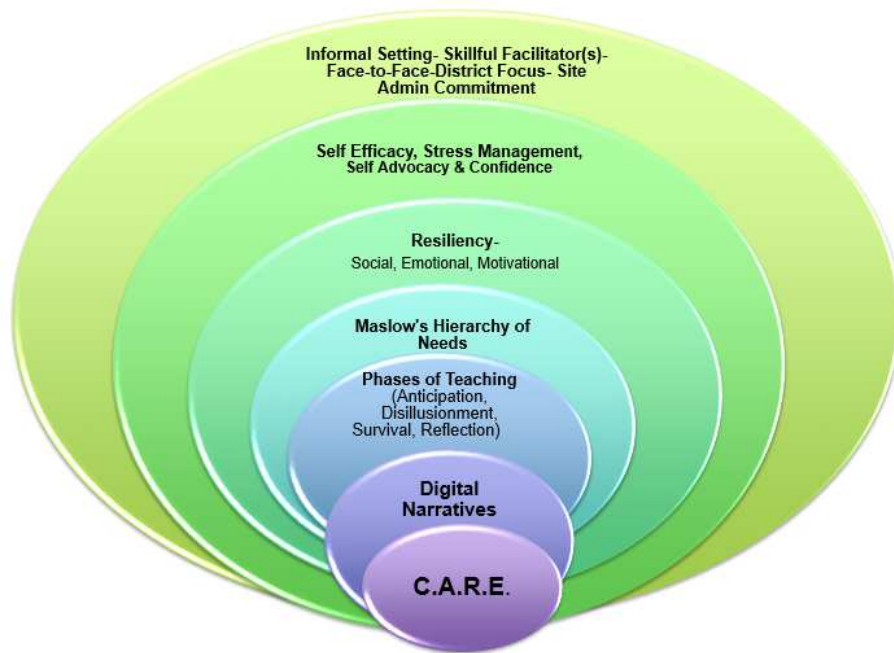 Informal Setting- Skillful Facilitator(s)-
Face-to-Face-District Focus- Site
Admin Commitment
Self Efficacy, Stress Management,
Self Advocacy & Confidence
Resiliency-
Social, Emotional, Motivational
Maslow's Hierarchy of
Needs
Phases of Teaching
(Anticipation,
Disillusionment,
Survival, Reflection)
Digital
Narratives
C.A.R.E.